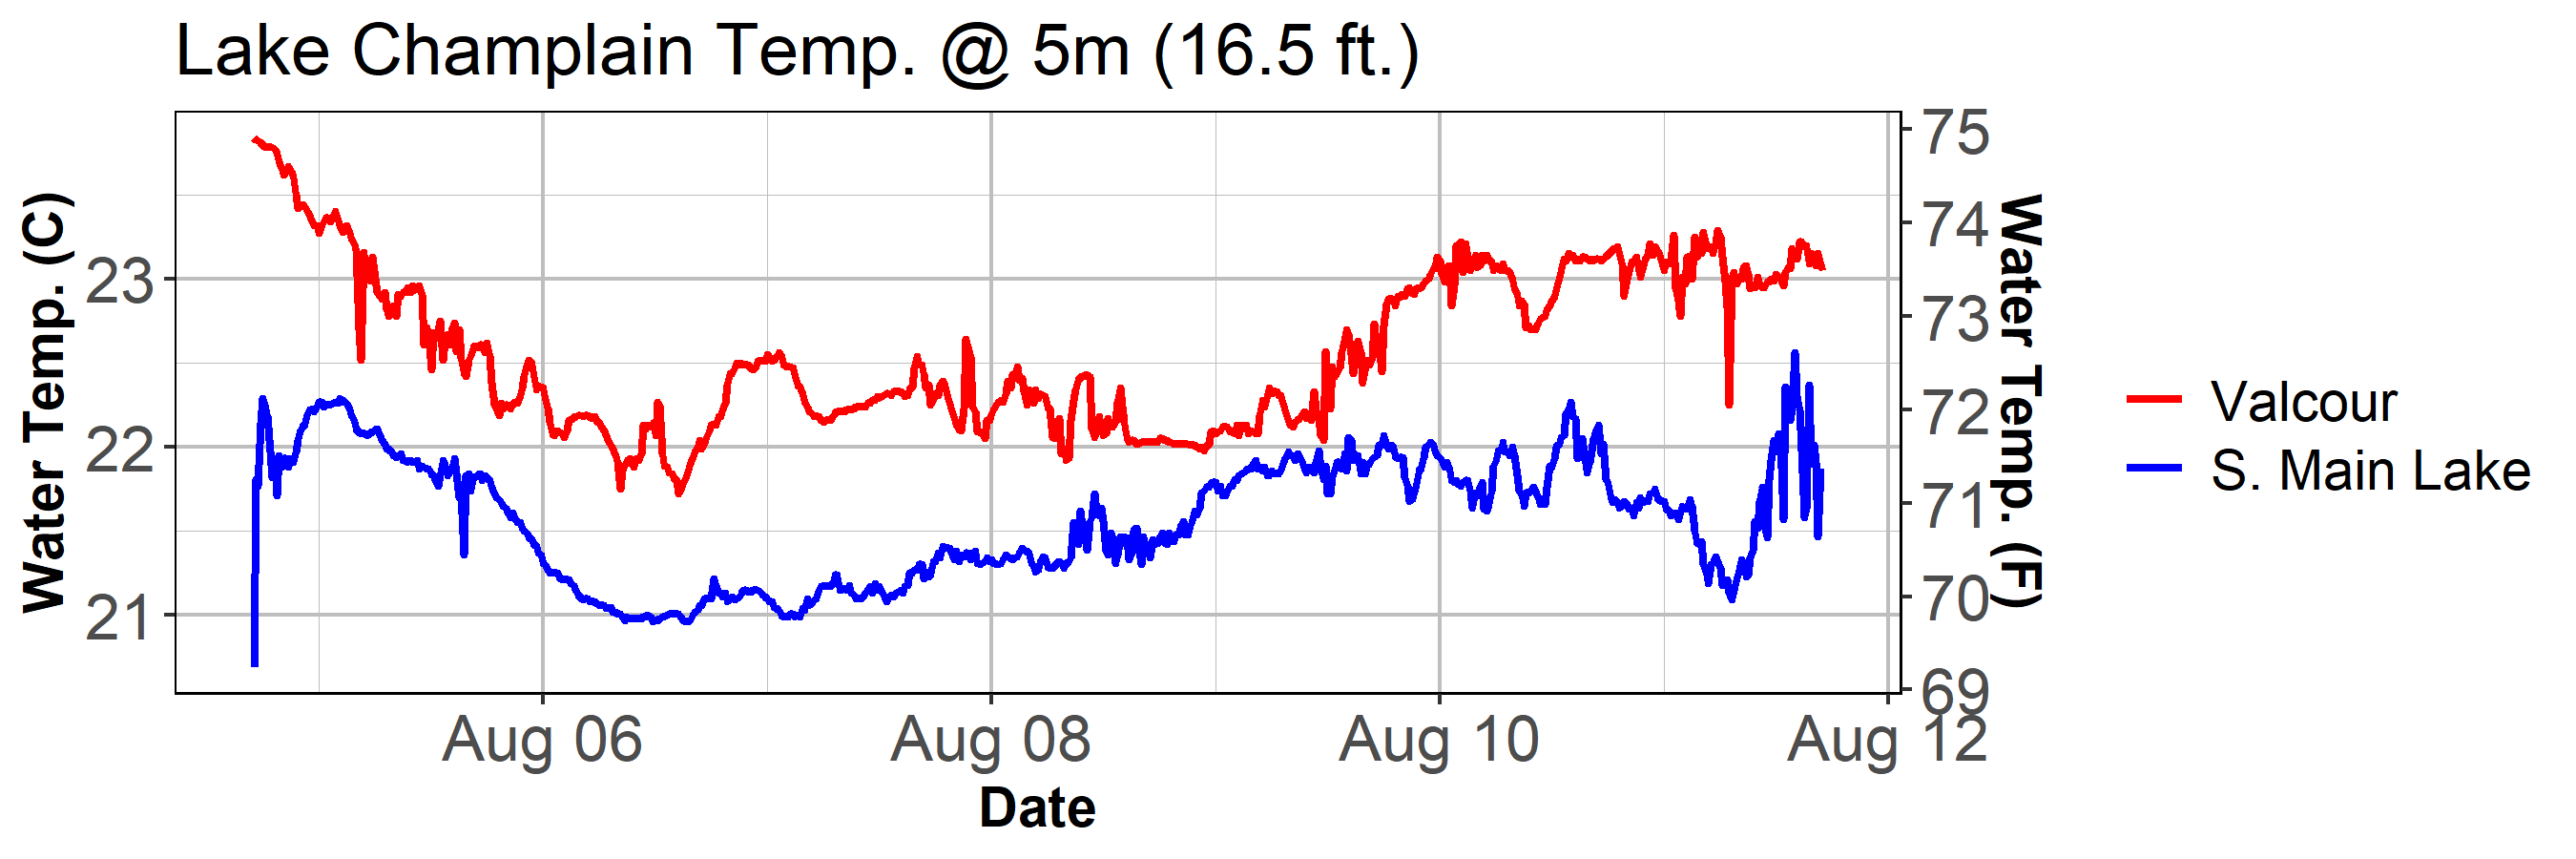 Lake Champlain Temp. @ 5m (16.5 ft.)
Water Temp. (C)
23
22
21
75
74
73
72
71
70
69
Water Temp. (F)
Aug 06
Aug 08
Aug 10
Aug 12
Date
Valcour
S. Main Lake